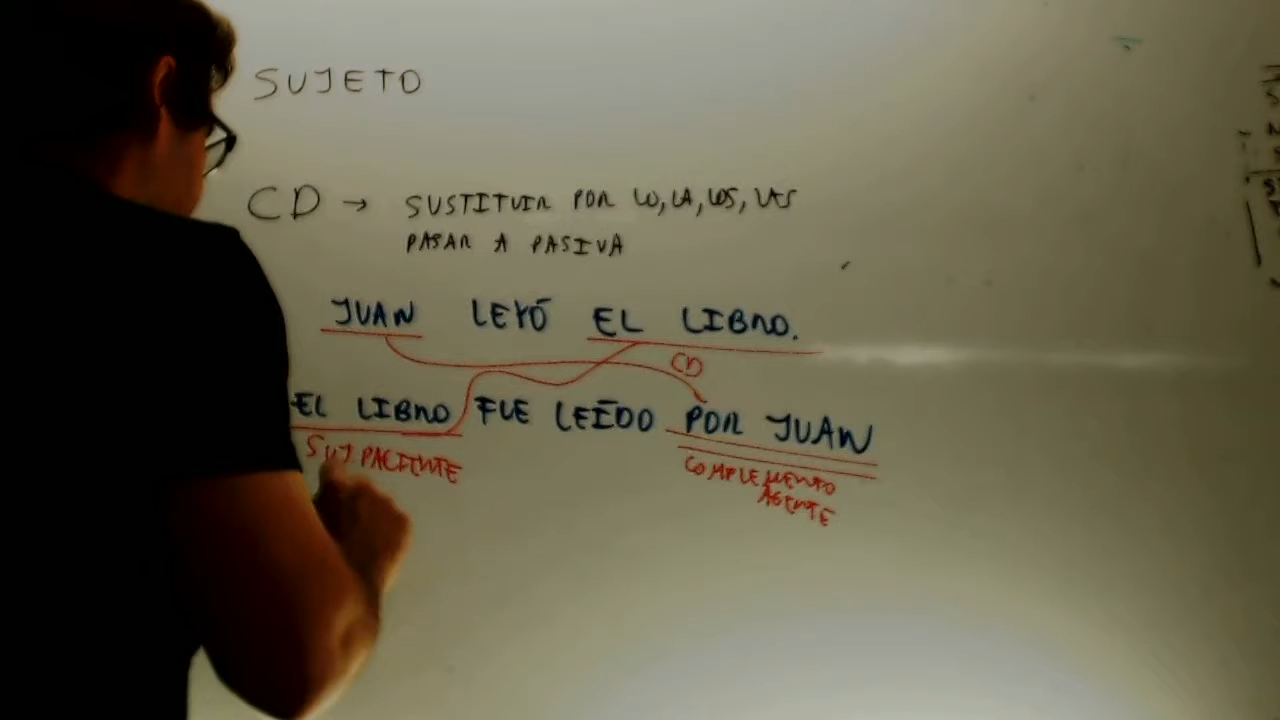 SUJETO
CD → SUSTITUIR POR LO, LA, LOS, LAS
PASAR A PASIVA
JUAN LEYÓ EL LIBRO.
CD
EL LIBRO FUE LEÍDO POR JUAN
SUJ. PACIENTE
COMPLEMENTO
AGENTE